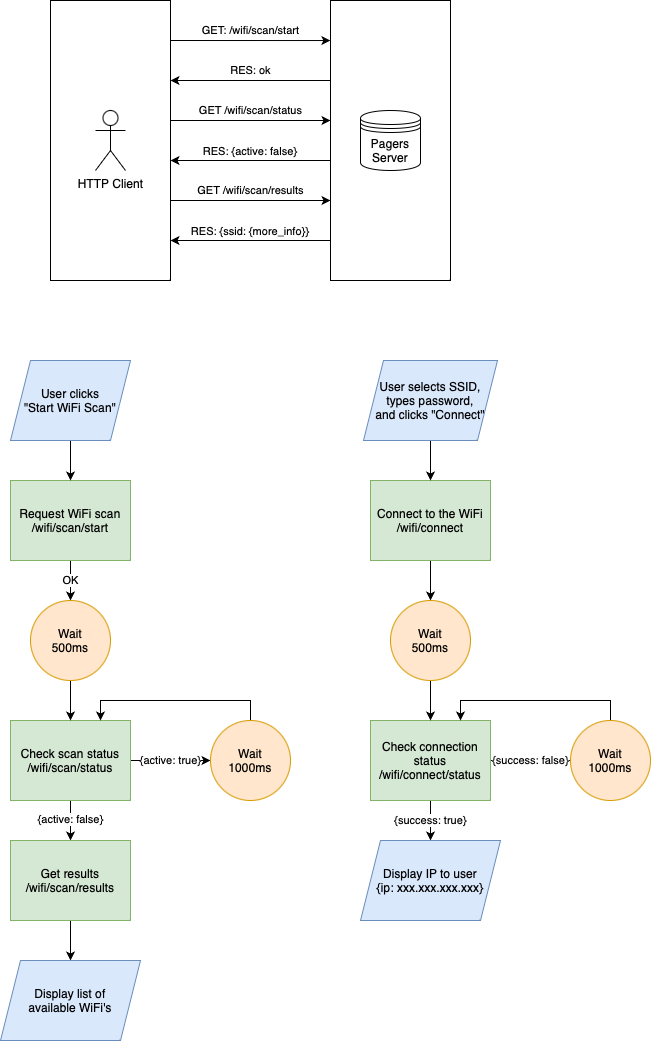 GET: /wifi/scan/start
RES: ok
GET /wifi/scan/status
RES: {active: false}
GET /wifi/scan/results
RES: {ssid: {more_info}}
HTTP Client
Pagers
Server
User clicks
"Start WiFi Scan"
Request WiFi scan
/wifi/scan/start
OK
Wait
500ms
Check scan status
/wifi/scan/status
{active: true}
Wait
1000ms
{active: false}
Get results
/wifi/scan/results
Display list of
available WiFi's
User selects SSID,
types password,
and clicks "Connect"
Connect to the WiFi
/wifi/connect
Wait
500ms
Check connection
status
/wifi/connect/status
{success: false}
Wait
1000ms
{success: true}
Display IP to user
{ip: xxx.xxx.xxx.xxx}